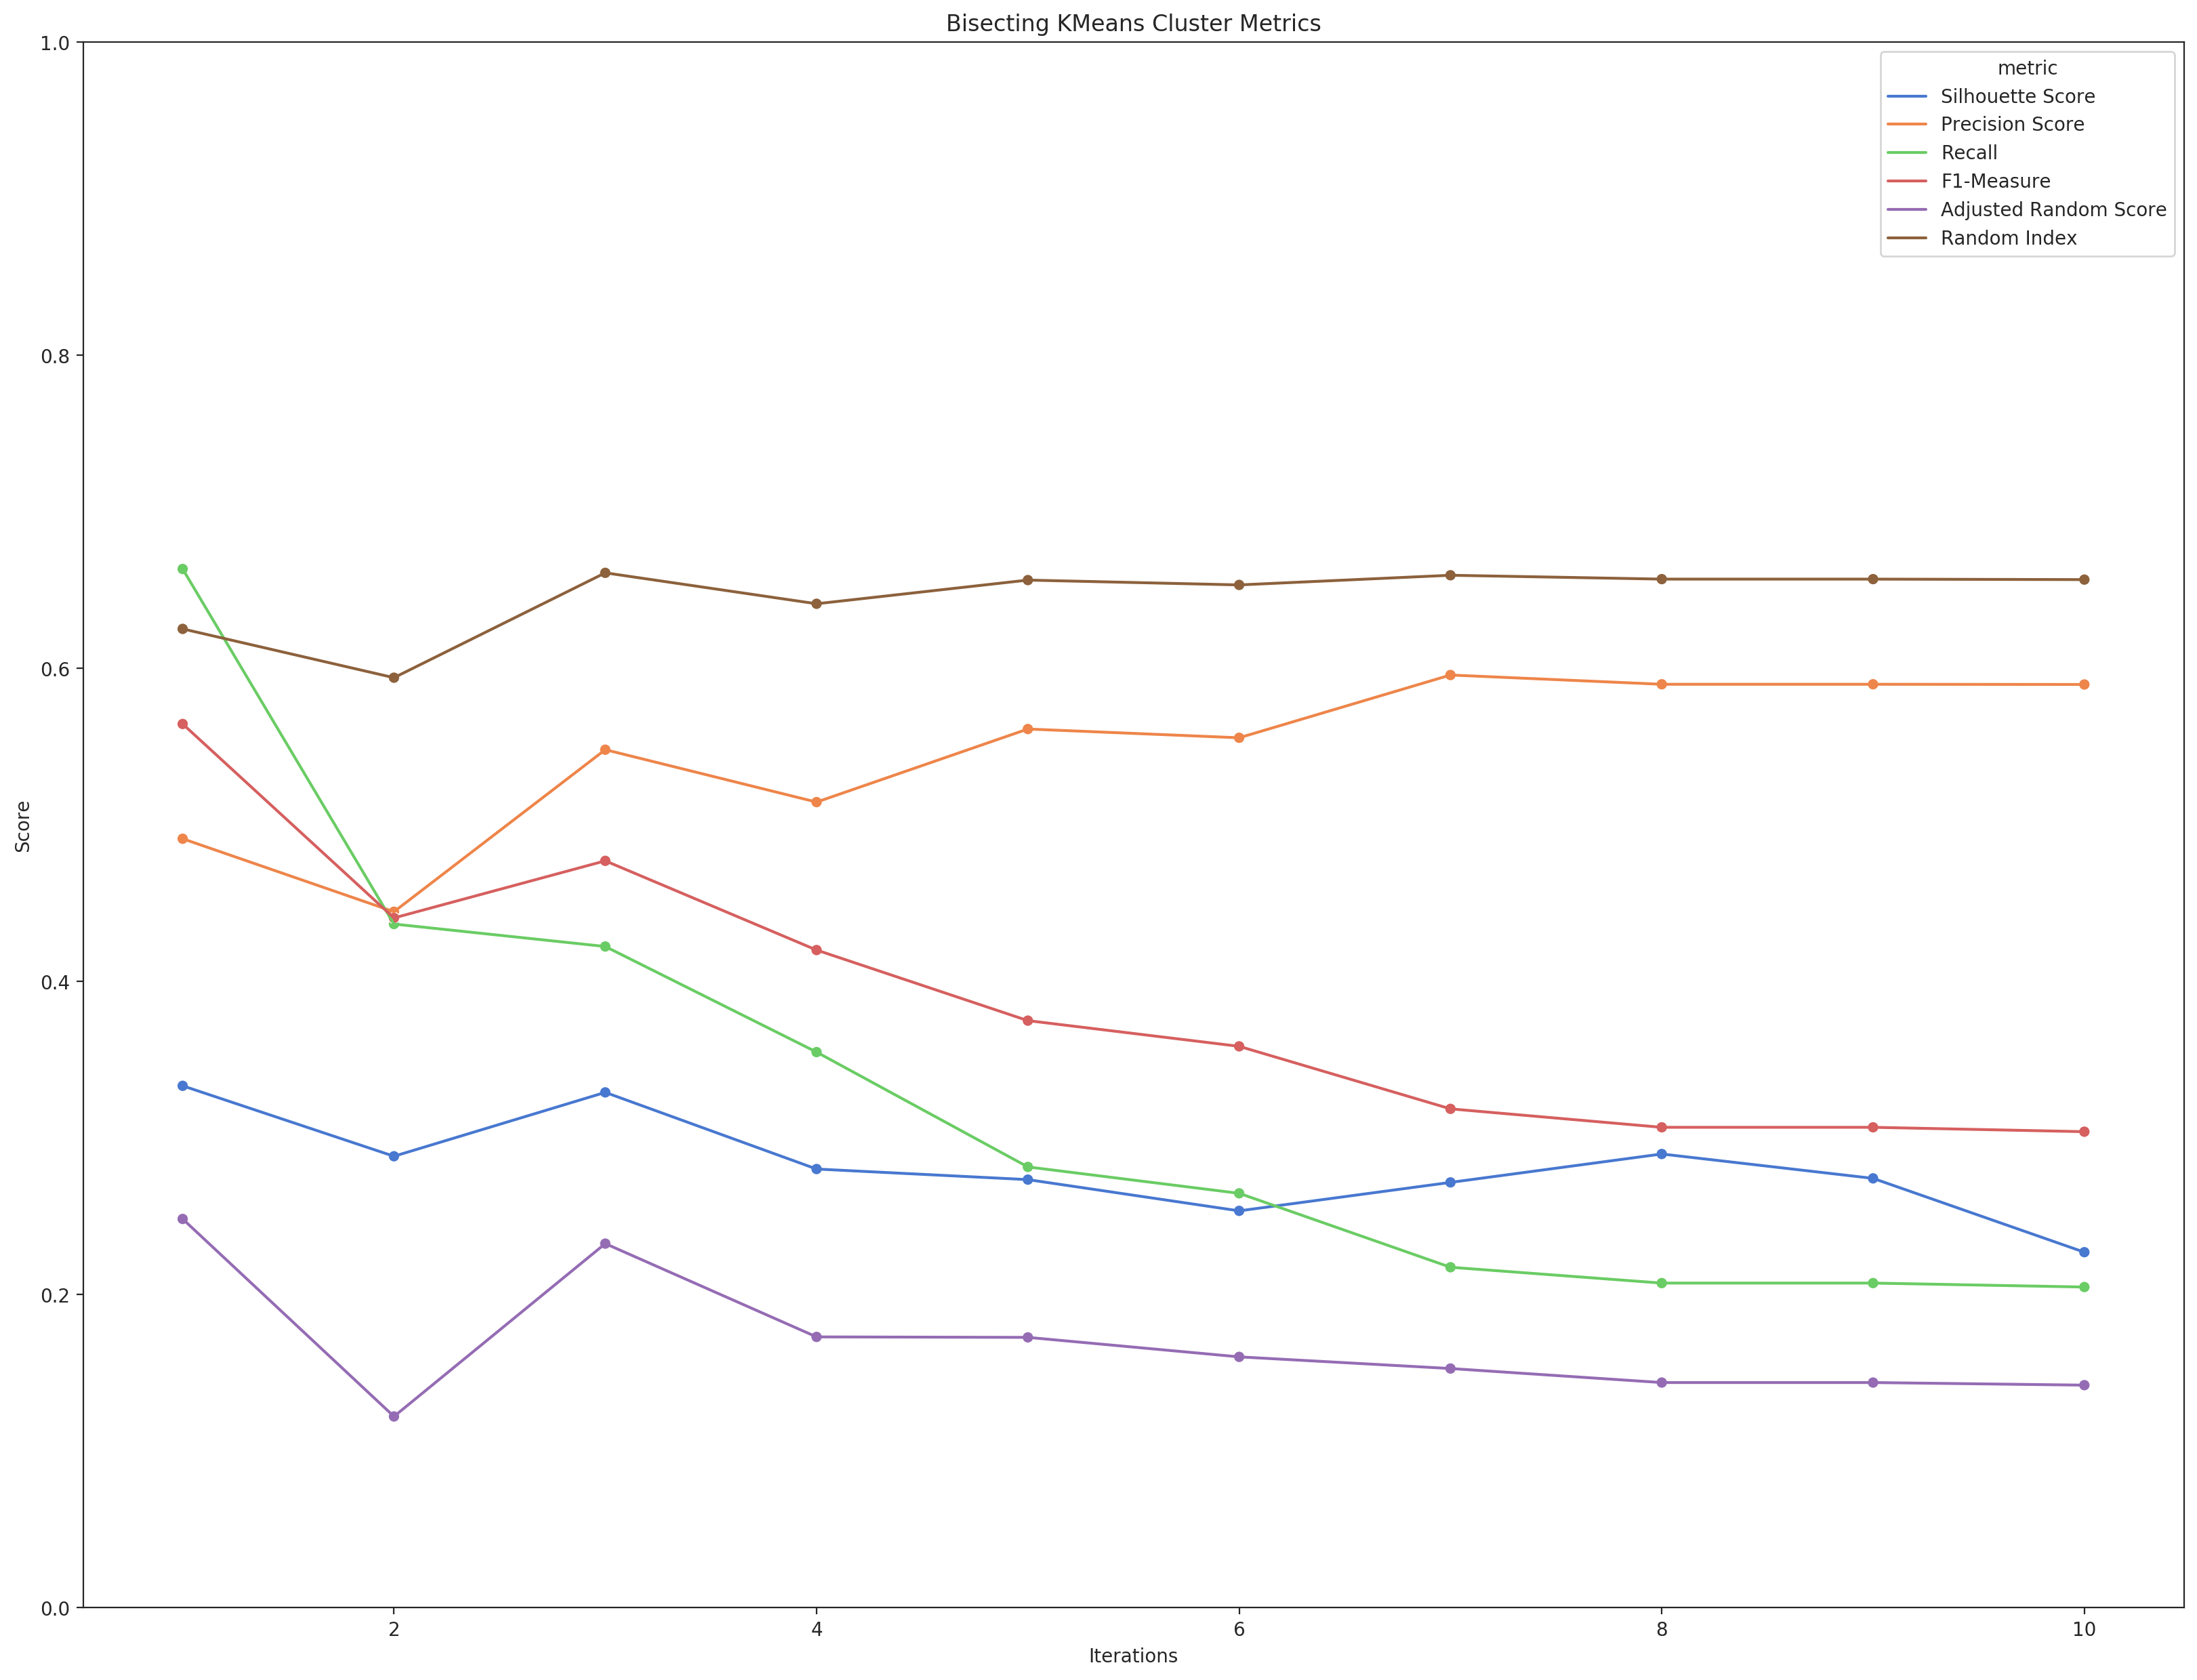 Bisecting KMeans Cluster Metrics
1.0
0.8
0.6
0.4
0.2
0.0
Score
metric
Silhouette Score
Precision Score
Recall
F1-Measure
Adjusted Random Score
Random Index
2 4 6 8 10
Iterations